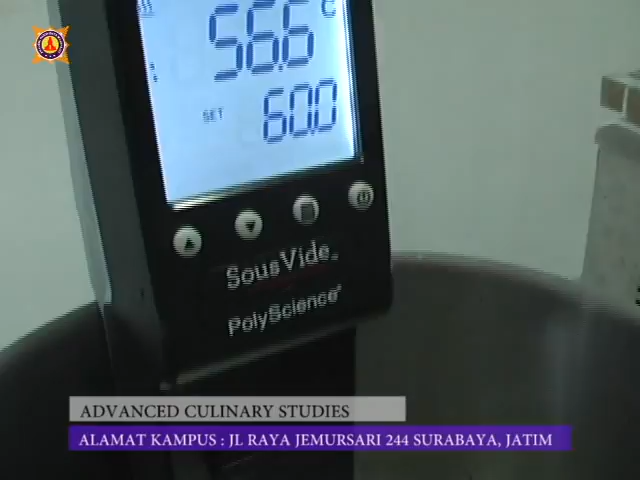 56.6 C
SET 60.0
Sous Vide
PolyScience
ADVANCED CULINARY STUDIES
ALAMAT KAMPUS : JL RAYA JEMURSARI 244 SURABAYA, JATIM